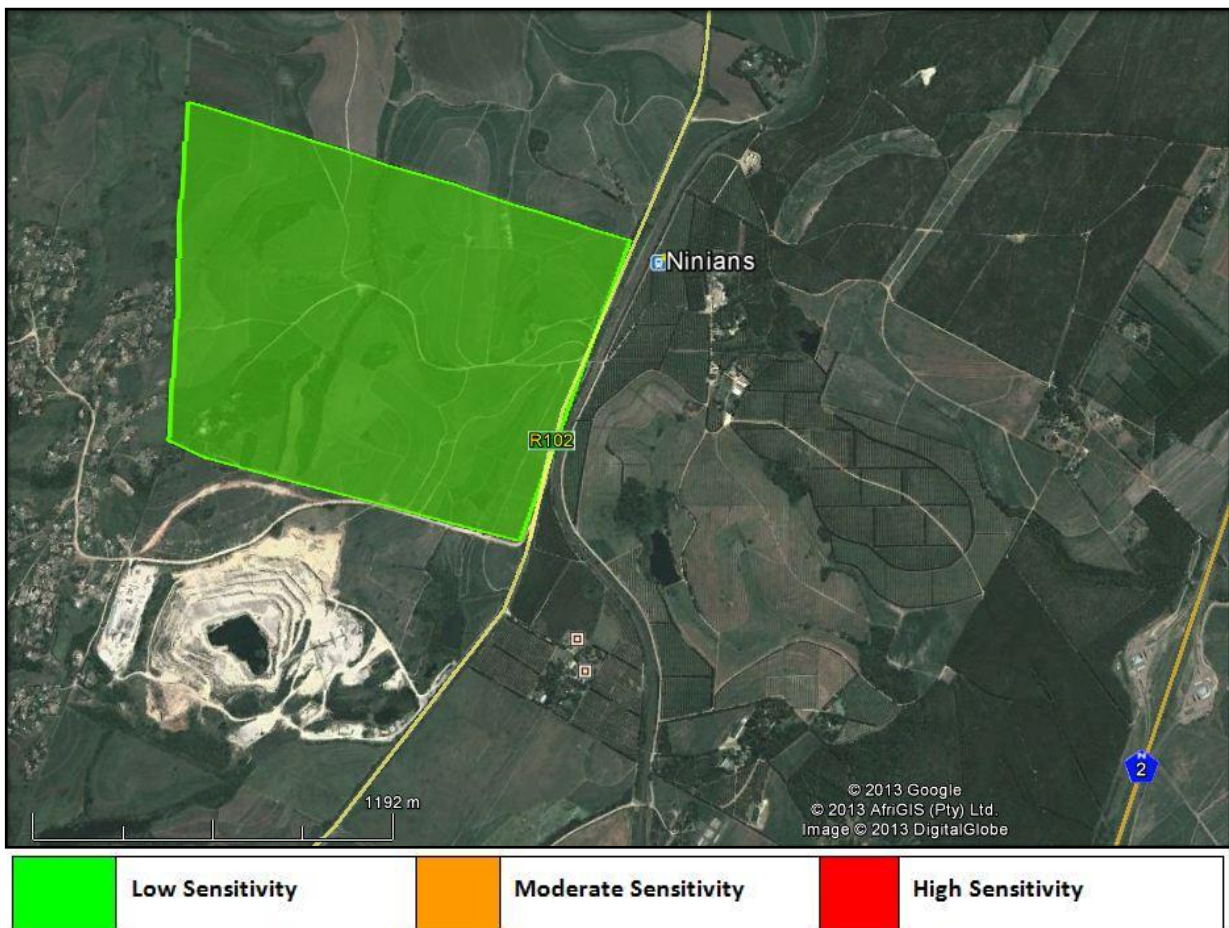 Ninians
R102
1192 m
N
2
© 2013 Google
© 2013 AfriGIS (Pty) Ltd.
Image © 2013 DigitalGlobe
Low Sensitivity
Moderate Sensitivity
High Sensitivity